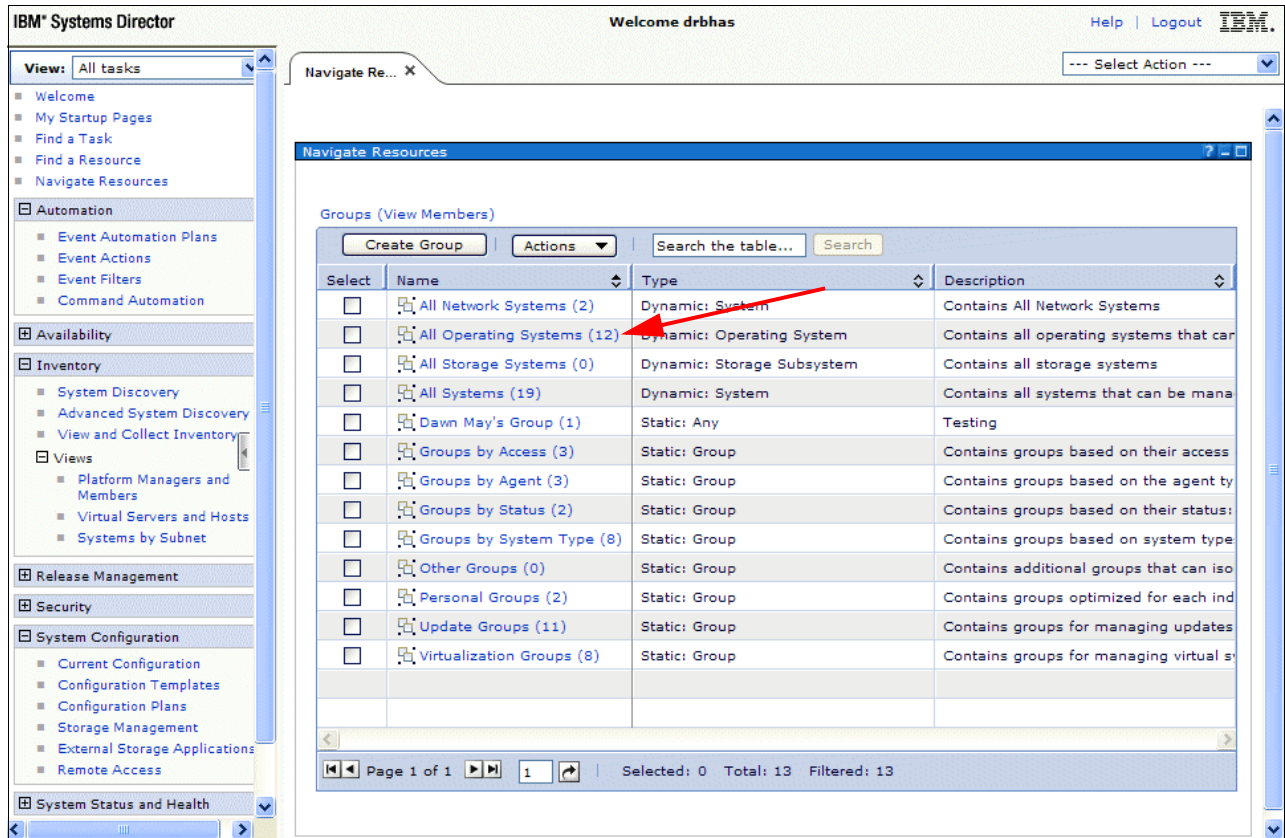 IBM® Systems Director
Welcome drbhas
Help | Logout
IBM.
View: All tasks
Navigate Re...
--- Select Action ---
Welcome
My Startup Pages
Find a Task
Find a Resource
Navigate Resources
Automation
Event Automation Plans
Event Actions
Event Filters
Command Automation
Availability
Inventory
System Discovery
Advanced System Discovery
View and Collect Inventory
Views
Platform Managers and
Members
Virtual Servers and Hosts
Systems by Subnet
Release Management
Security
System Configuration
Current Configuration
Configuration Templates
Configuration Plans
Storage Management
External Storage Applications
Remote Access
System Status and Health
Navigate Resources
Groups (View Members)
Create Group | Actions | Search the table... Search
Select Name Type Description
All Network Systems (2) Dynamic: System Contains All Network Systems
All Operating Systems (12) Dynamic: Operating System Contains all operating systems that can
All Storage Systems (0) Dynamic: Storage Subsystem Contains all storage systems
All Systems (19) Dynamic: System Contains all systems that can be mana
Dawn May's Group (1) Static: Any Testing
Groups by Access (3) Static: Group Contains groups based on their access
Groups by Agent (3) Static: Group Contains groups based on the agent ty
Groups by Status (2) Static: Group Contains groups based on their status:
Groups by System Type (8) Static: Group Contains groups based on system type
Other Groups (0) Static: Group Contains additional groups that can iso
Personal Groups (2) Static: Group Contains groups optimized for each ind
Update Groups (11) Static: Group Contains groups for managing updates
Virtualization Groups (8) Static: Group Contains groups for managing virtual sy
Page 1 of 1 1 | Selected: 0 Total: 13 Filtered: 13